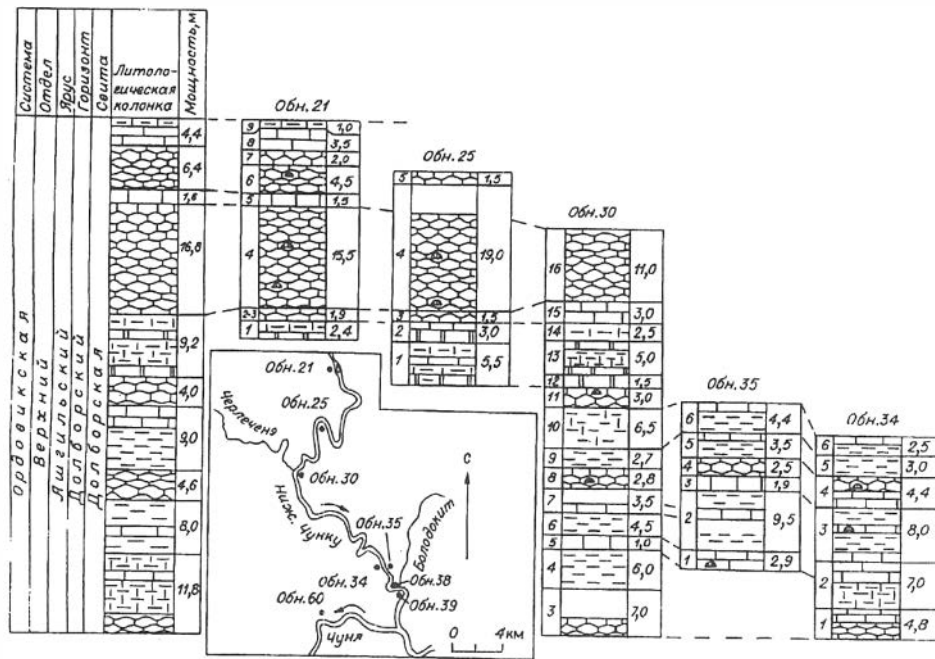 Система
Отдел
Ярус
Горизонт
Свита
Литоло-
гическая
колонка
Мощность, м
Ордовикская
Верхний
Ашгильский
Долборский
Долборская
4,4
6,4
1,6
16,8
9,2
4,0
9,0
4,6
8,0
11,8
Обн. 21
9 1,0
8 3,5
7 2,0
6 4,5
5 1,5
4 15,5
2-3 1,9
1 2,4
Обн. 25
5 1,5
4 19,0
3 1,5
2 3,0
1 5,5
Обн. 30
16 11,0
15 3,0
14 2,5
13 5,0
12 1,5
11 3,0
10 6,5
9 2,7
8 2,8
7 3,5
6 4,5
5 1,0
4 6,0
3 7,0
Обн. 35
6 4,4
5 3,5
4 2,5
3 1,9
2 9,5
1 2,9
Обн. 34
6 2,5
5 3,0
4 4,4
3 8,0
2 7,0
1 4,8
Обн. 21
Обн. 25
Черлеченя
Обн. 30
Ниж. Чунку
Обн. 35
Болодокит
Обн. 34
Обн. 38
Обн. 39
Обн. 60
Чуня
С
0 4 км